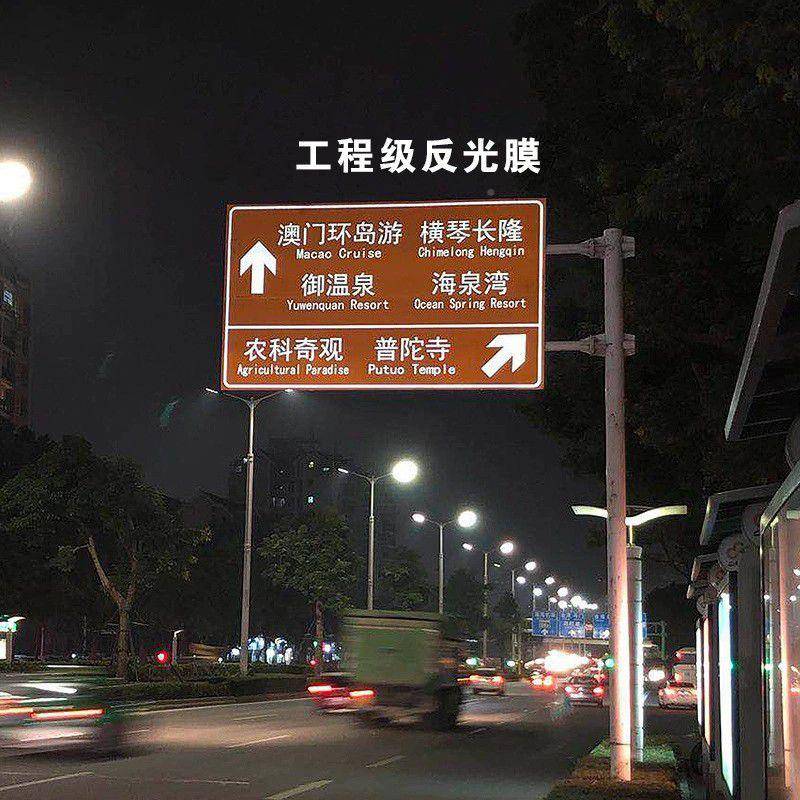 工程级反光膜
澳门环岛游 横琴长隆
Macao Cruise Chimelong Hengqin
御温泉 海泉湾
Yuwenquan Resort Ocean Spring Resort
农科奇观 普陀寺
Agricultural Paradise Putuo Temple